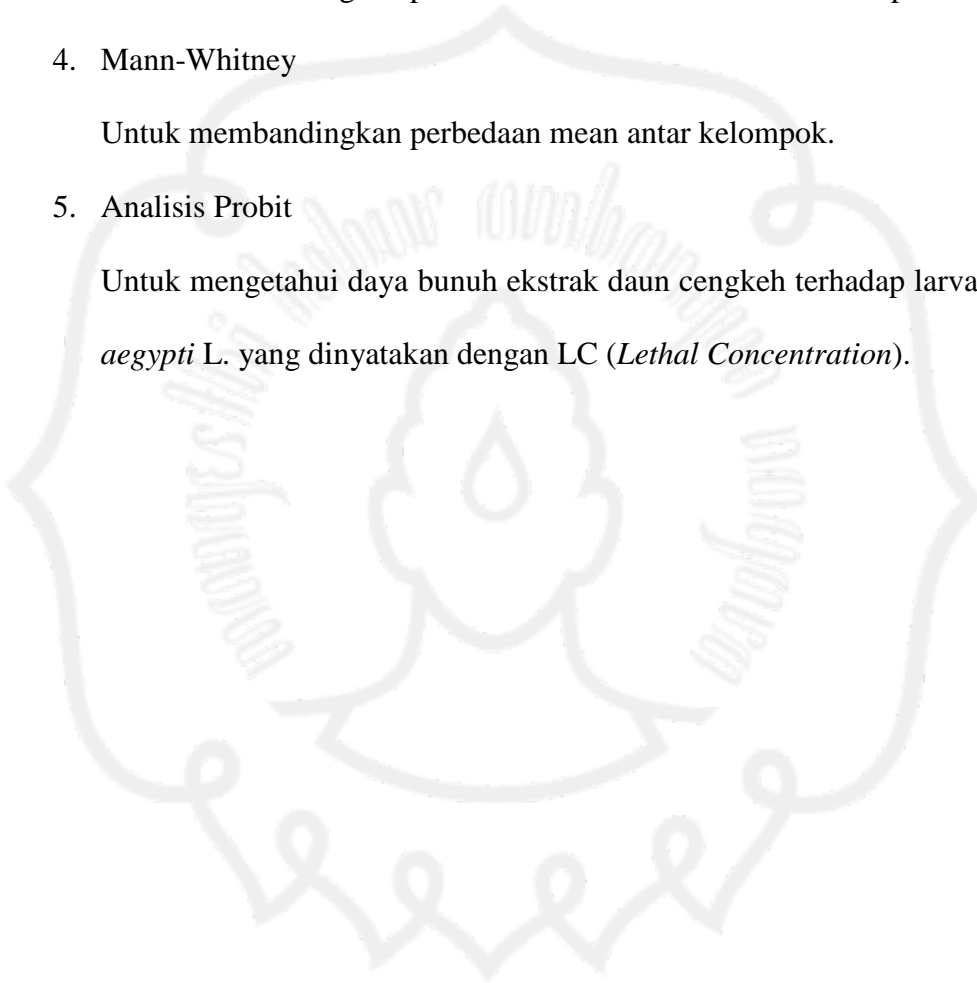 4. Mann-Whitney
Untuk membandingkan perbedaan mean antar kelompok.
5. Analisis Probit
Untuk mengetahui daya bunuh ekstrak daun cengkeh terhadap larva
aegypti L. yang dinyatakan dengan LC (Lethal Concentration).